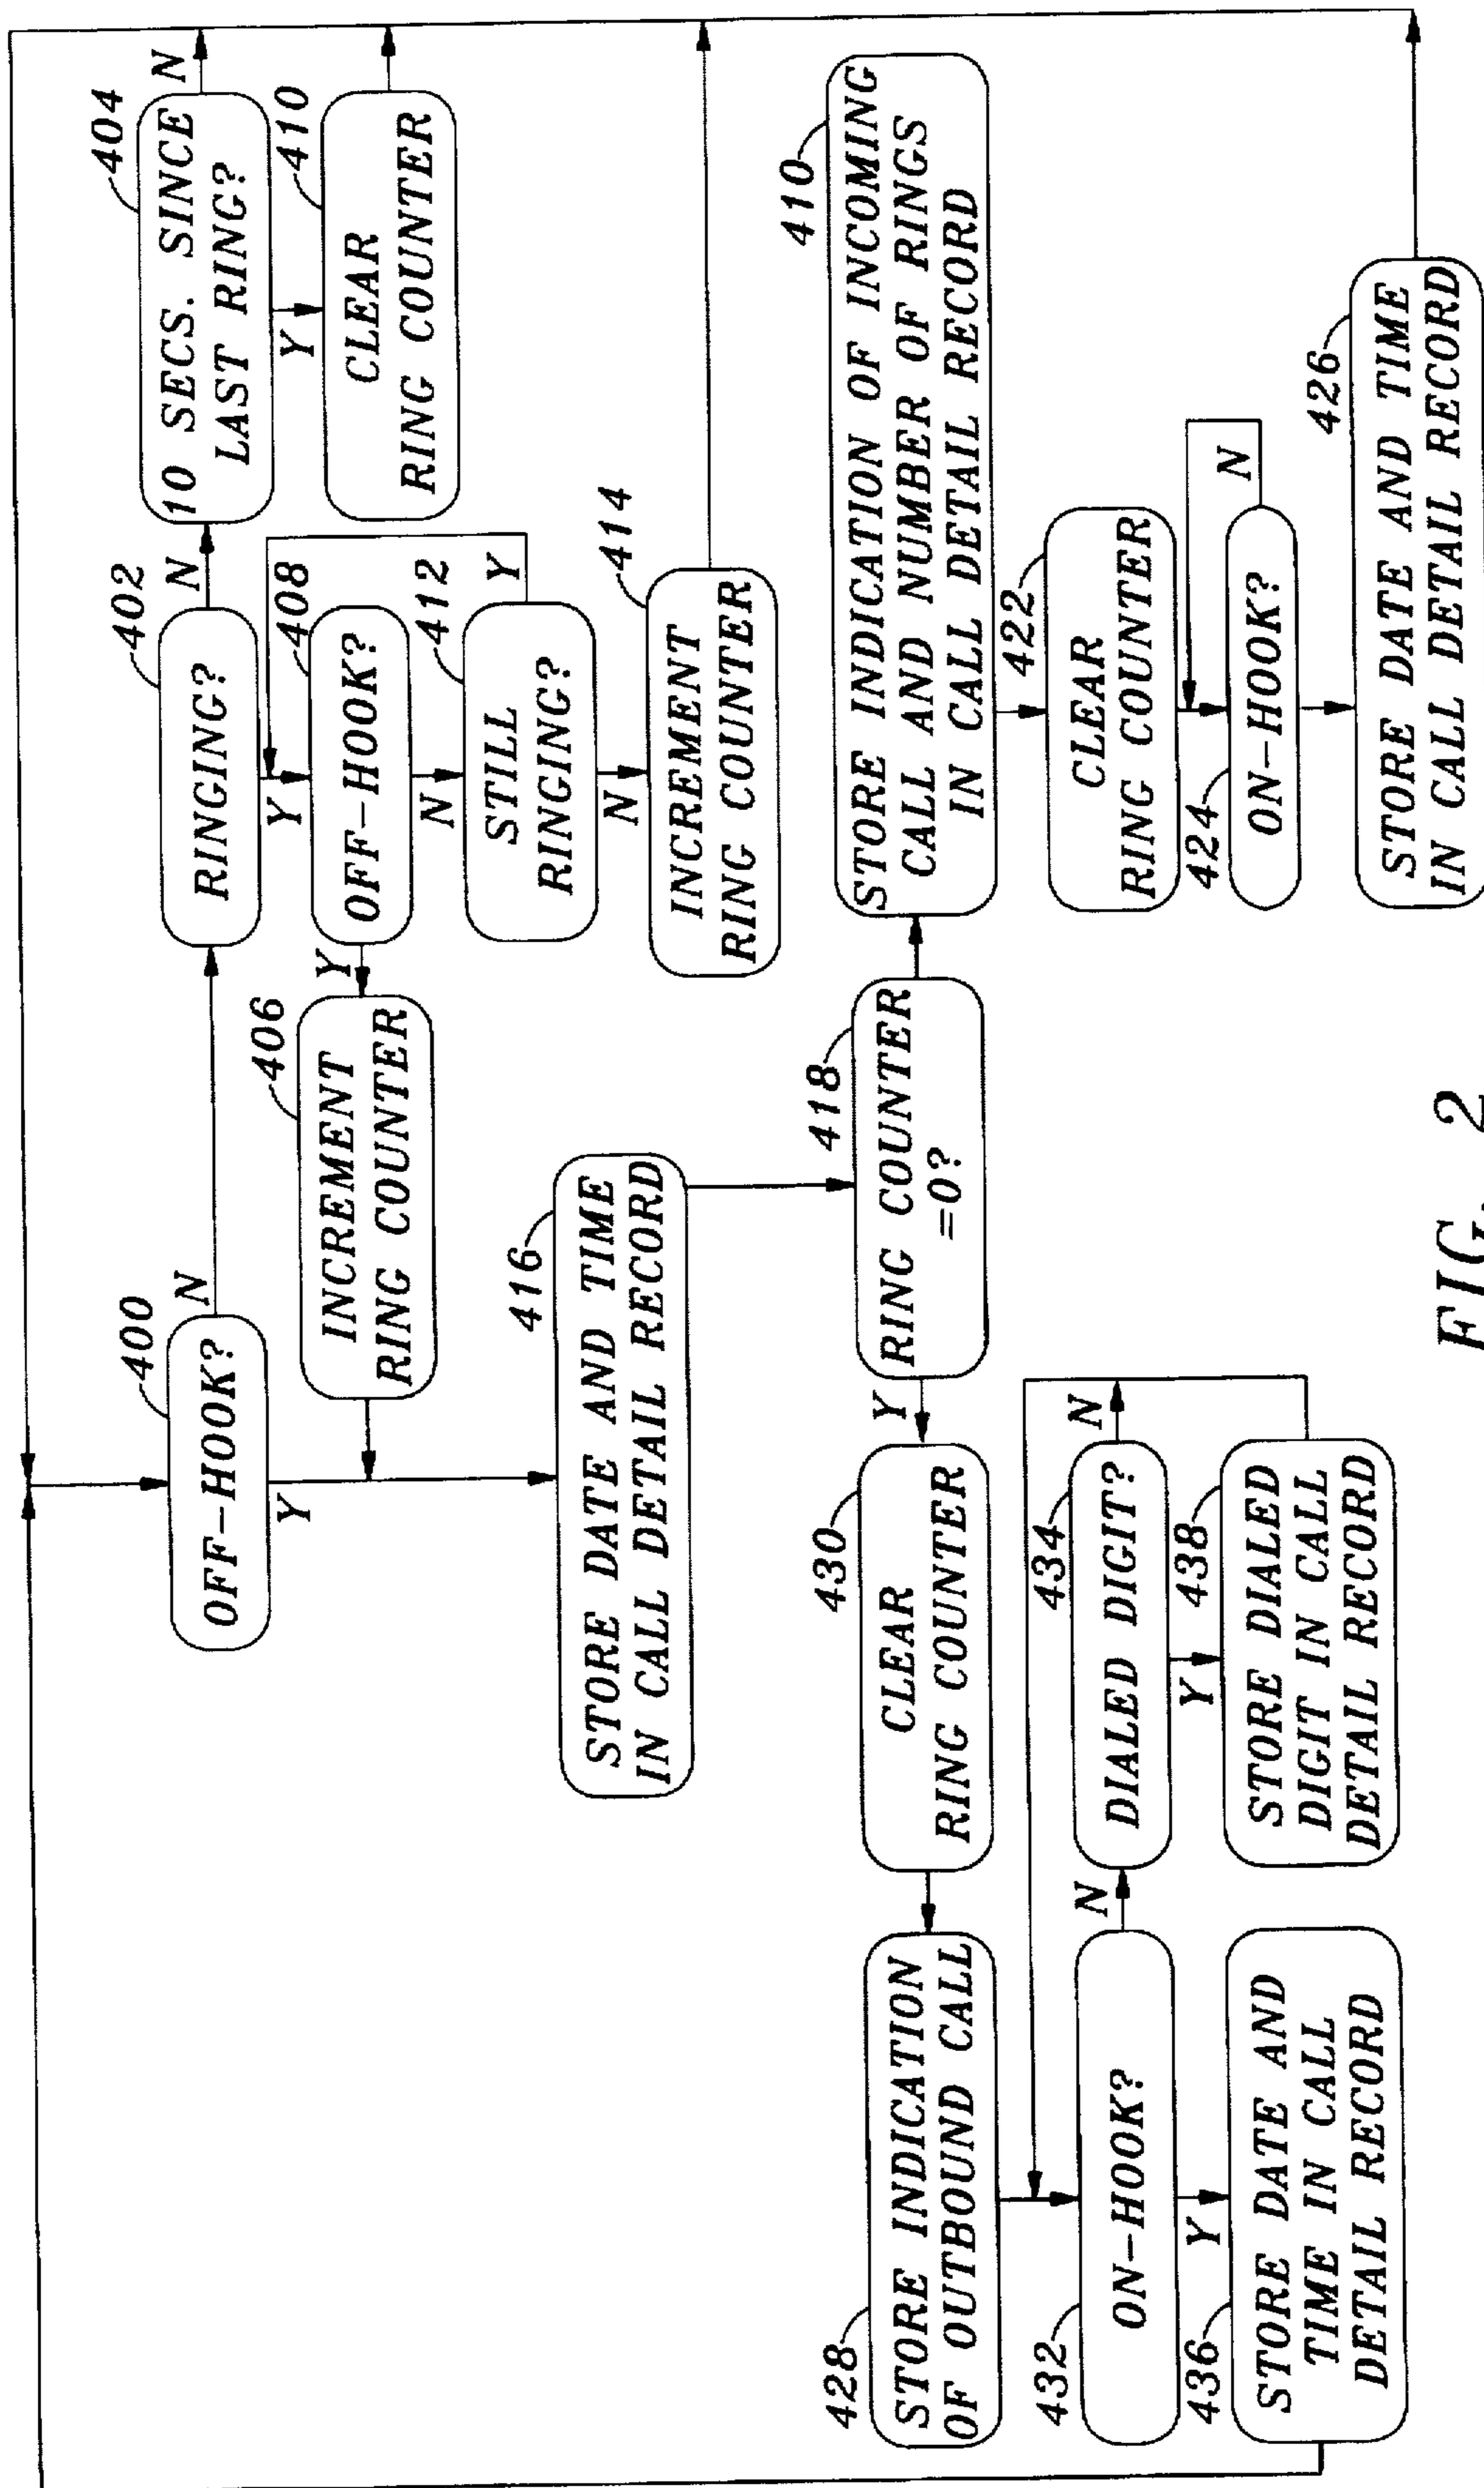 400
OFF-HOOK?
N
Y
402
RINGING?
N
Y
404
10 SECS. SINCE
LAST RING?
N
Y
410
CLEAR
RING COUNTER
406
INCREMENT
RING COUNTER
408
OFF-HOOK?
Y
N
412
STILL
RINGING?
Y
N
414
INCREMENT
RING COUNTER
416
STORE DATE AND TIME
IN CALL DETAIL RECORD
418
RING COUNTER
=0?
Y
410
STORE INDICATION OF INCOMING
CALL AND NUMBER OF RINGS
IN CALL DETAIL RECORD
422
CLEAR
RING COUNTER
424
ON-HOOK?
N
426
STORE DATE AND TIME
IN CALL DETAIL RECORD
430
CLEAR
RING COUNTER
428
STORE INDICATION
OF OUTBOUND CALL
432
ON-HOOK?
N
Y
434
DIALED DIGIT?
N
Y
438
STORE DIALED
DIGIT IN CALL
DETAIL RECORD
436
STORE DATE AND
TIME IN CALL
DETAIL RECORD
FIG. 2